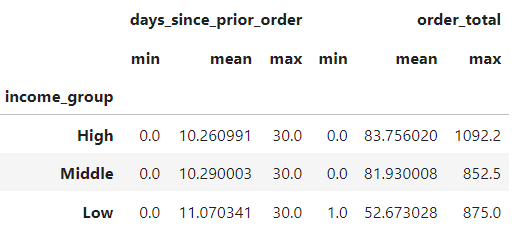 days_since_prior_order order_total
min mean max min mean max
income_group
High 0.0 10.260991 30.0 0.0 83.756020 1092.2
Middle 0.0 10.290003 30.0 0.0 81.930008 852.5
Low 0.0 11.070341 30.0 1.0 52.673028 875.0